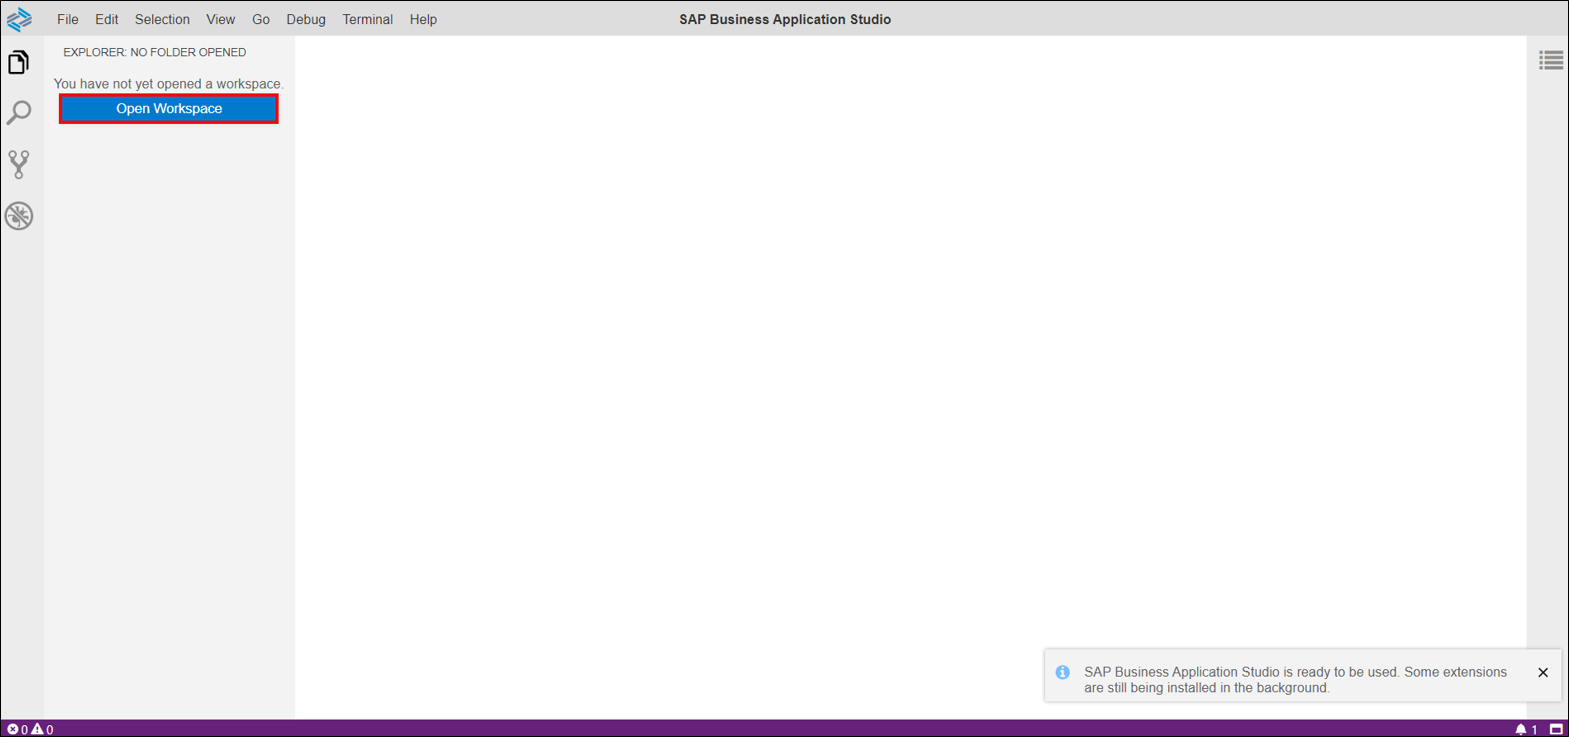 File Edit Selection View Go Debug Terminal Help
SAP Business Application Studio
EXPLORER: NO FOLDER OPENED
You have not yet opened a workspace.
Open Workspace
SAP Business Application Studio is ready to be used. Some extensions
are still being installed in the background.
0 0
1